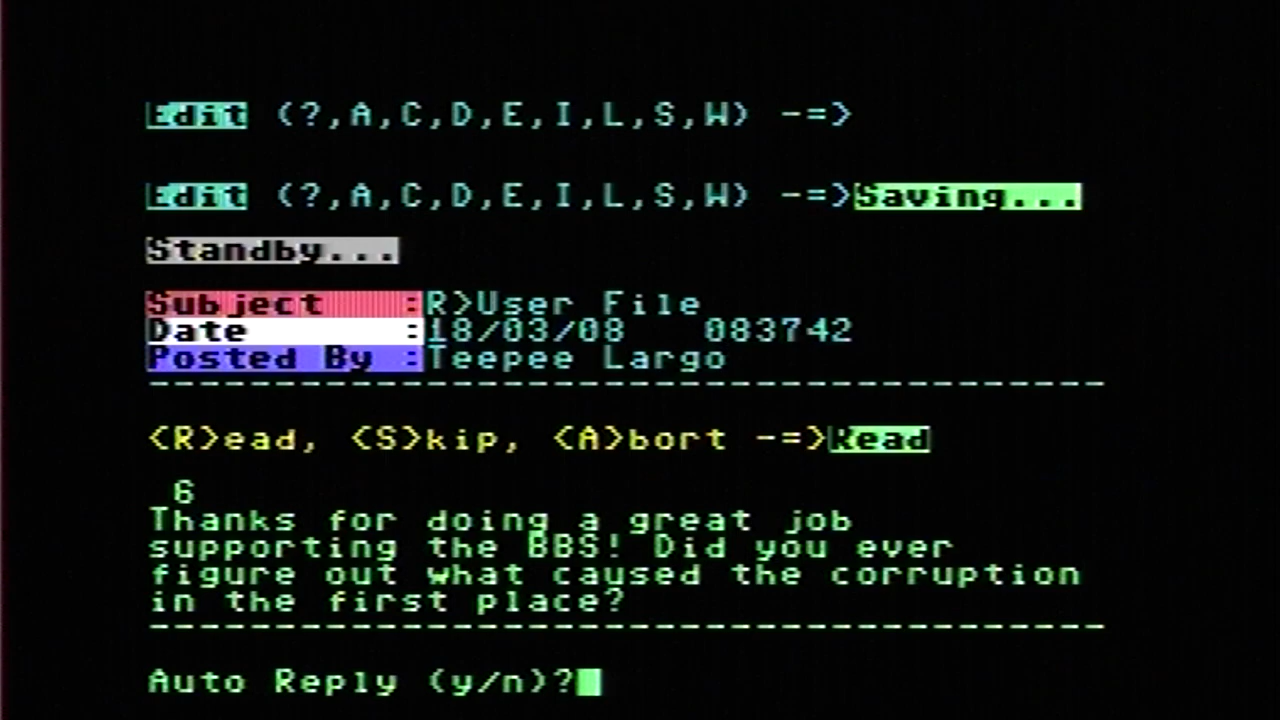 Edit (?,A,C,D,E,I,L,S,W) -=>
Edit (?,A,C,D,E,I,L,S,W) -=>Saving...
Standby...
Subject   :R>User File
Date      :18/03/08   083742
Posted By :Teepee Largo
--------------------------------------
<R>ead, <S>kip, <A>bort -=>Read
 6
Thanks for doing a great job
supporting the BBS! Did you ever
figure out what caused the corruption
in the first place?
--------------------------------------
Auto Reply (y/n)?